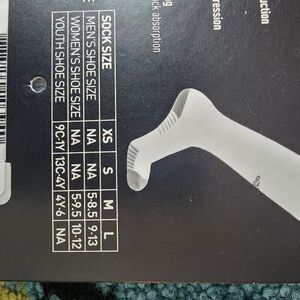 uction
ression
ng
ck absorption
SOCK SIZE XS S M L
MEN'S SHOE SIZE NA NA 5-8.5 9-13
WOMEN'S SHOE SIZE NA NA 5-9.5 10-12
YOUTH SHOE SIZE 9C-1Y 13C-4Y 4Y-6 NA